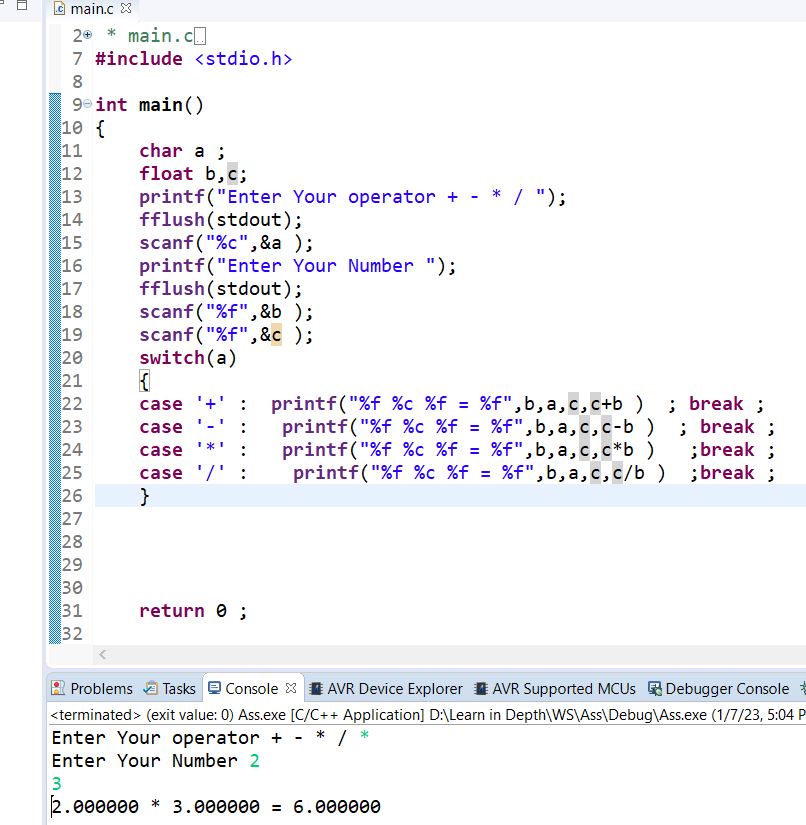 main.c
2 * main.c
7 #include <stdio.h>
8
9 int main()
10 {
11 char a ;
12 float b,c;
13 printf("Enter Your operator + - * / ");
14 fflush(stdout);
15 scanf("%c",&a );
16 printf("Enter Your Number ");
17 fflush(stdout);
18 scanf("%f",&b );
19 scanf("%f",&c );
20 switch(a)
21 {
22 case '+' : printf("%f %c %f = %f",b,a,c,c+b ) ; break ;
23 case '-' : printf("%f %c %f = %f",b,a,c,c-b ) ; break ;
24 case '*' : printf("%f %c %f = %f",b,a,c,c*b ) ;break ;
25 case '/' : printf("%f %c %f = %f",b,a,c,c/b ) ;break ;
26 }
27
28
29
30
31 return 0 ;
32
Problems Tasks Console AVR Device Explorer AVR Supported MCUs Debugger Console
<terminated> (exit value: 0) Ass.exe [C/C++ Application] D:\Learn in Depth\WS\Ass\Debug\Ass.exe (1/7/23, 5:04 P
Enter Your operator + - * / *
Enter Your Number 2
3
2.000000 * 3.000000 = 6.000000